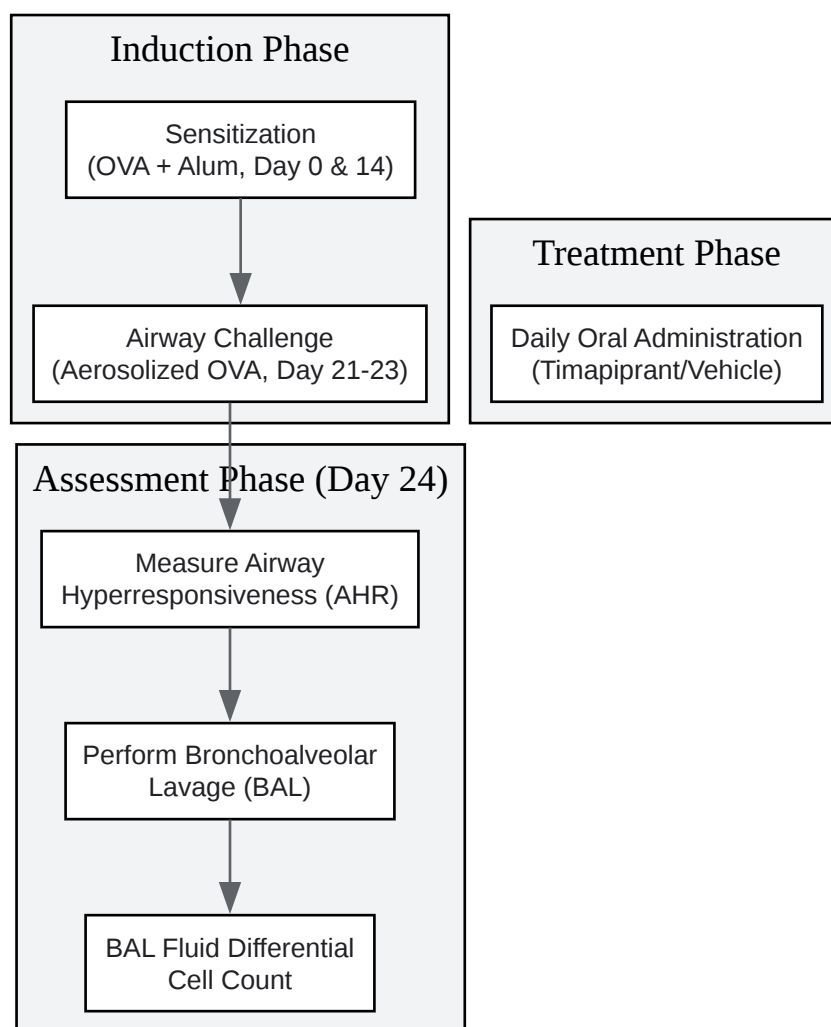 Induction Phase
Sensitization
(OVA + Alum, Day 0 & 14)
Airway Challenge
(Aerosolized OVA, Day 21-23)
Treatment Phase
Daily Oral Administration
(Timapiprant/Vehicle)
Assessment Phase (Day 24)
Measure Airway
Hyperresponsiveness (AHR)
Perform Bronchoalveolar
Lavage (BAL)
BAL Fluid Differential
Cell Count